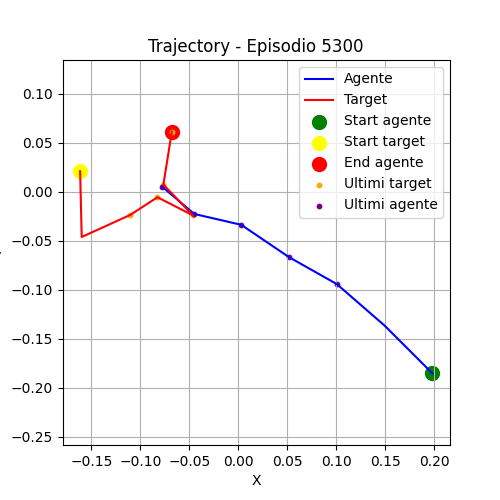 Trajectory - Episodio 5300
Agente
Target
Start agente
Start target
End agente
Ultimi target
Ultimi agente
0.10
0.05
0.00
−0.05
−0.10
−0.15
−0.20
−0.25
−0.15 −0.10 −0.05 0.00 0.05 0.10 0.15 0.20
X